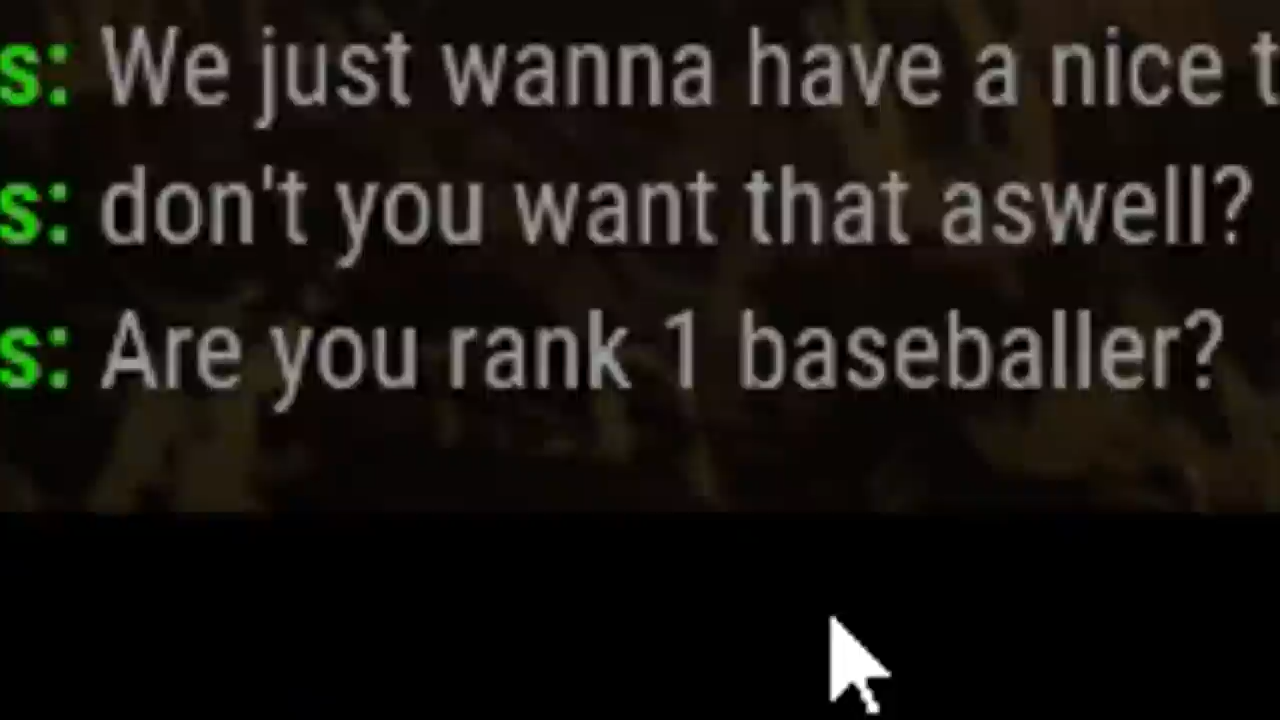 s: We just wanna have a nice t
s: don't you want that aswell?
s: Are you rank 1 baseballer?